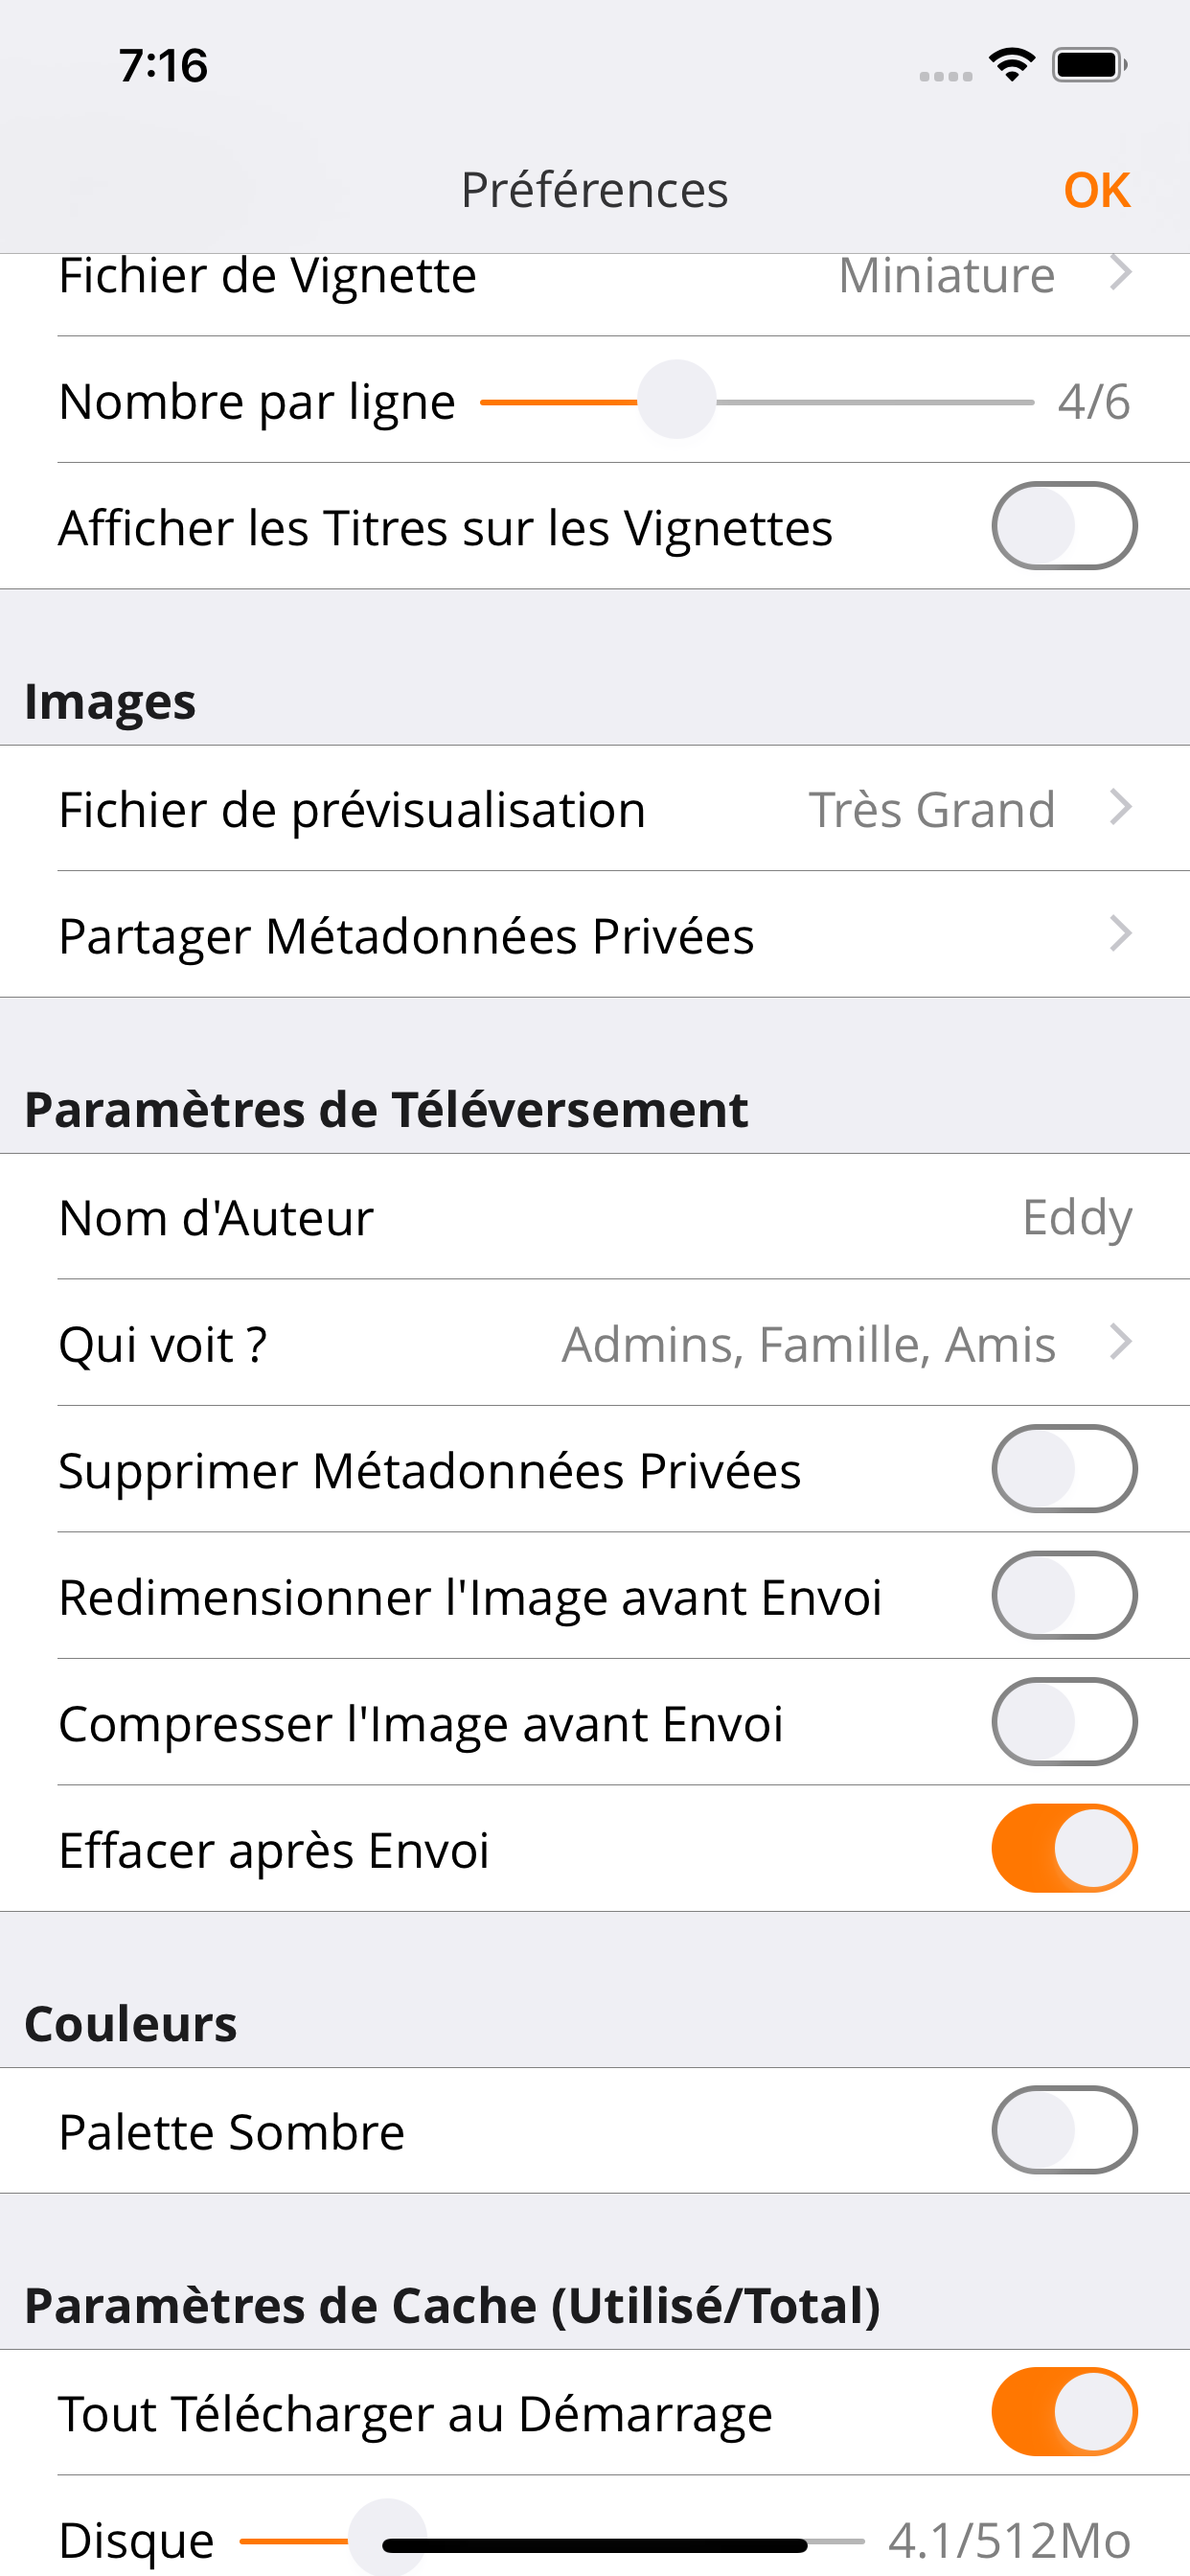 7:16
Préférences
OK
Fichier de Vignette Miniature
Nombre par ligne 4/6
Afficher les Titres sur les Vignettes
Images
Fichier de prévisualisation Très Grand
Partager Métadonnées Privées
Paramètres de Téléversement
Nom d'Auteur Eddy
Qui voit ? Admins, Famille, Amis
Supprimer Métadonnées Privées
Redimensionner l'Image avant Envoi
Compresser l'Image avant Envoi
Effacer après Envoi
Couleurs
Palette Sombre
Paramètres de Cache (Utilisé/Total)
Tout Télécharger au Démarrage
Disque 4.1/512Mo